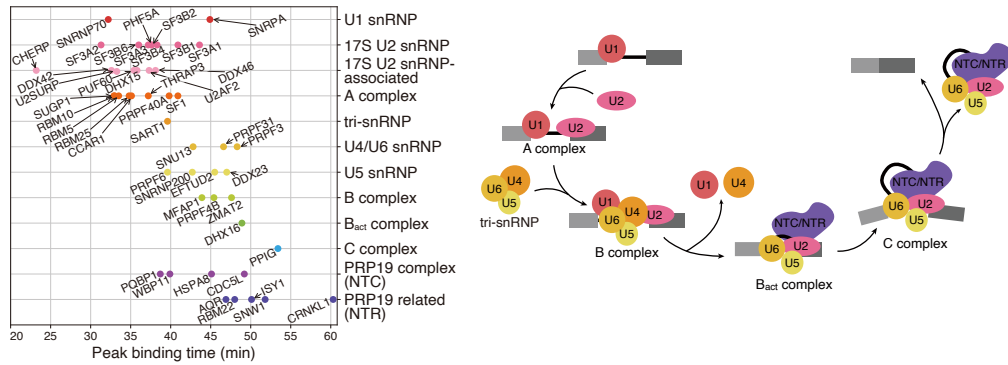 SNRNP70
PHF5A
SF3B2
SNRPA
U1 snRNP
CHERP
SF3A2
SF3B6
SF3A3
SF3B1
SF3A1
17S U2 snRNP
17S U2 snRNP-
associated
DDX42
U2SURP
PUF60
DHX15
THRAP3
U2AF2
DDX46
A complex
SUGP1
RBM10
RBM5
RBM25
CCAR1
PRPF40A
SF1
tri-snRNP
SART1
U4/U6 snRNP
SNU13
PRPF31
PRPF3
U5 snRNP
PRPF6
SNRNP200
EFTUD2
DDX23
B complex
MFAP1
PRPF4B
ZMAT2
Bact complex
DHX16
C complex
PPIG
PRP19 complex
(NTC)
PQBP1
WBP11
HSPA8
CDC5L
PRP19 related
(NTR)
AQR
RBM22
SNW1
ISY1
CRNKL1
20 25 30 35 40 45 50 55 60
Peak binding time (min)
U1
U2
U1
U2
A complex
U6
U4
U5
tri-snRNP
U1
U6
U4
U2
U5
B complex
U1
U4
NTC/NTR
U6
U2
U5
Bact complex
NTC/NTR
U6
U2
U5
C complex
NTC/NTR
U6
U2
U5